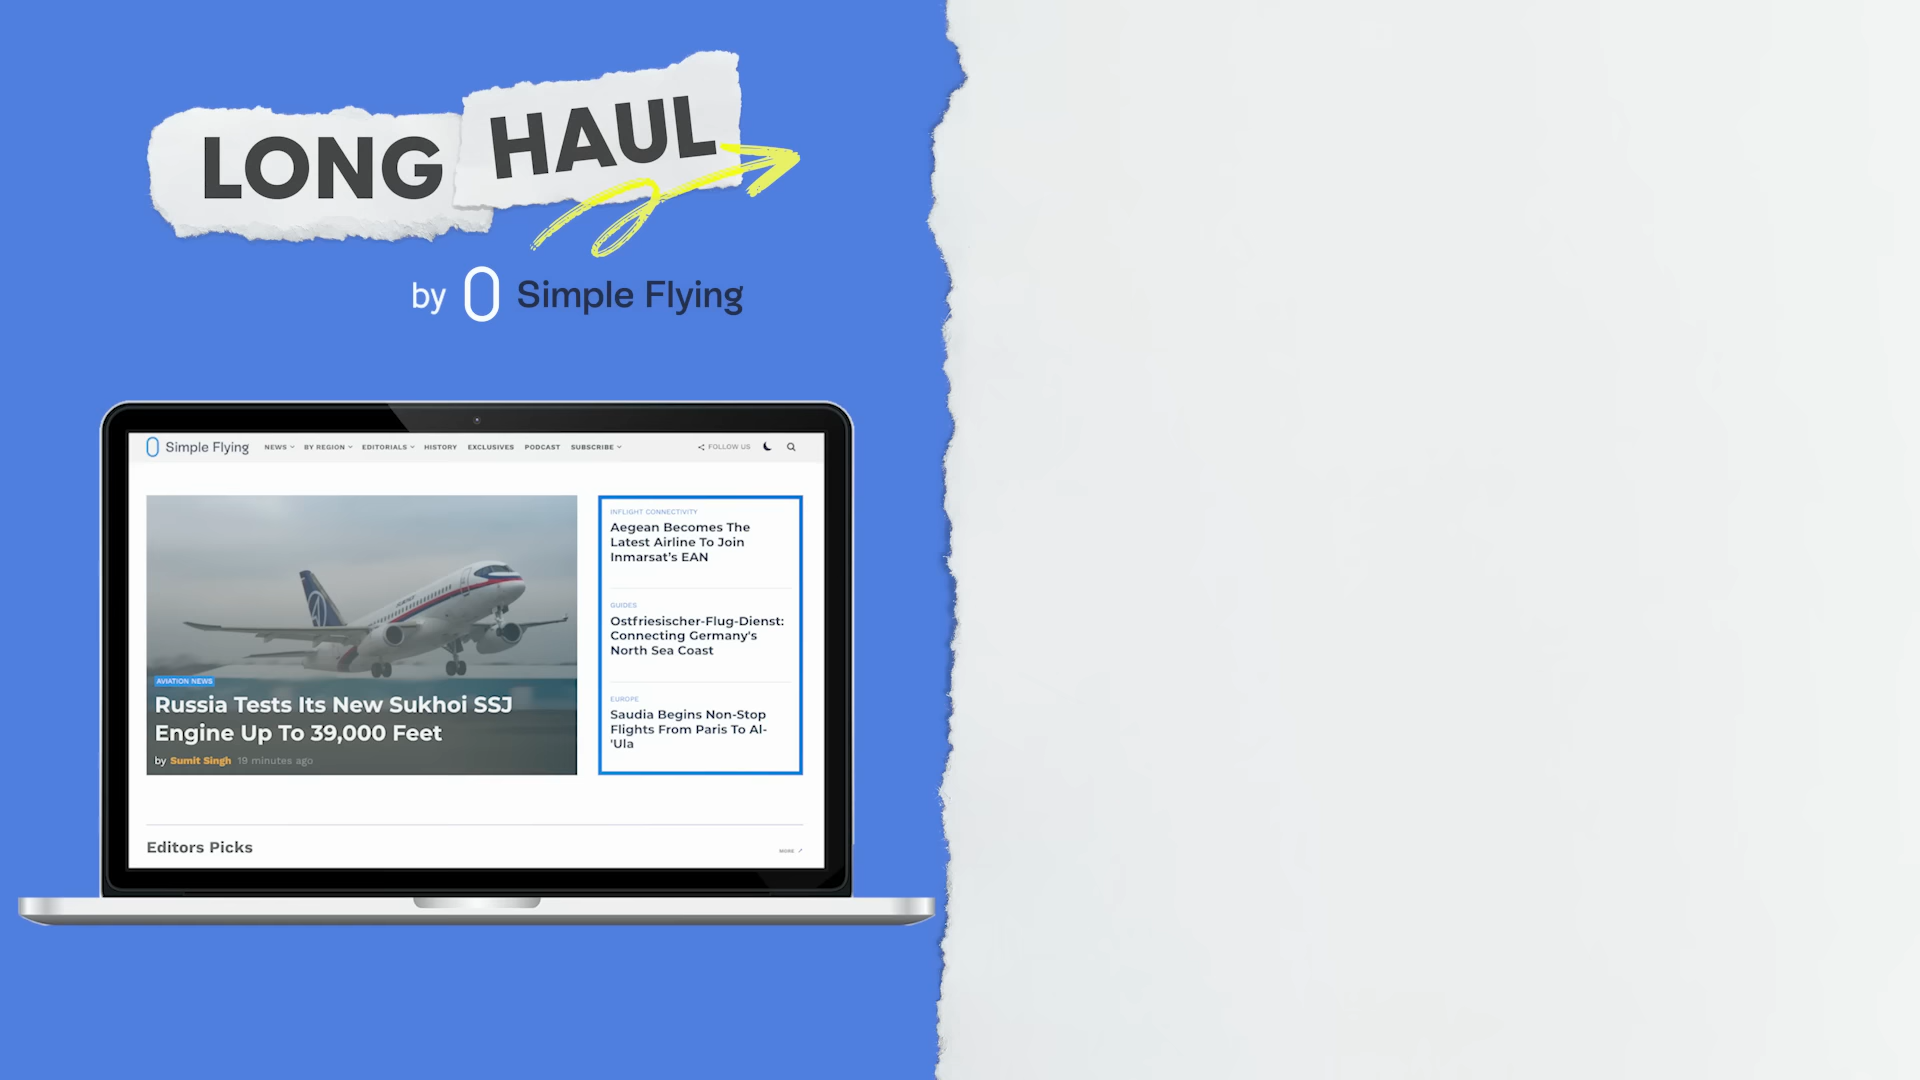 LONG HAUL
by Simple Flying
Simple Flying NEWS BY REGION EDITORIALS HISTORY EXCLUSIVES PODCAST SUBSCRIBE FOLLOW US
AVIATION NEWS
Russia Tests Its New Sukhoi SSJ
Engine Up To 39,000 Feet
by Sumit Singh 19 minutes ago
INFLIGHT CONNECTIVITY
Aegean Becomes The
Latest Airline To Join
Inmarsat's EAN
GUIDES
Ostfriesischer-Flug-Dienst:
Connecting Germany's
North Sea Coast
EUROPE
Saudia Begins Non-Stop
Flights From Paris To Al-
'Ula
Editors Picks
MORE